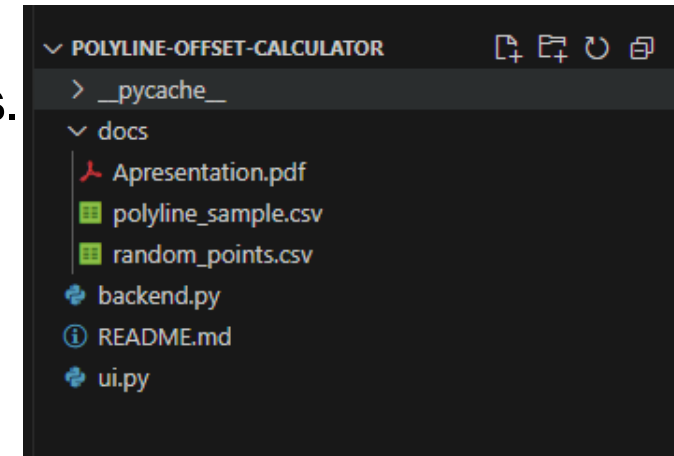 POLYLINE-OFFSET-CALCULATOR
__pycache__
s.
docs
Apresentation.pdf
polyline_sample.csv
random_points.csv
backend.py
README.md
ui.py